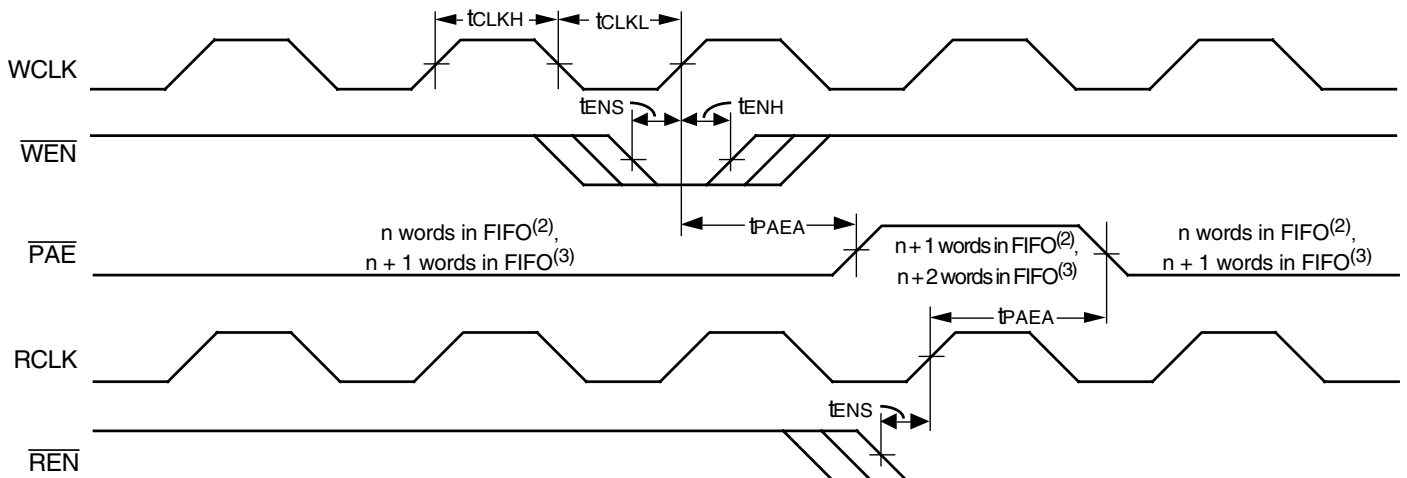 tCLKH
tCLKL
WCLK
tENS
tENH
WEN
tPAEA
n words in FIFO(2),
n + 1 words in FIFO(3)
PAE
n + 1 words in FIFO(2),
n + 2 words in FIFO(3)
n words in FIFO(2),
n + 1 words in FIFO(3)
tPAEA
RCLK
tENS
REN